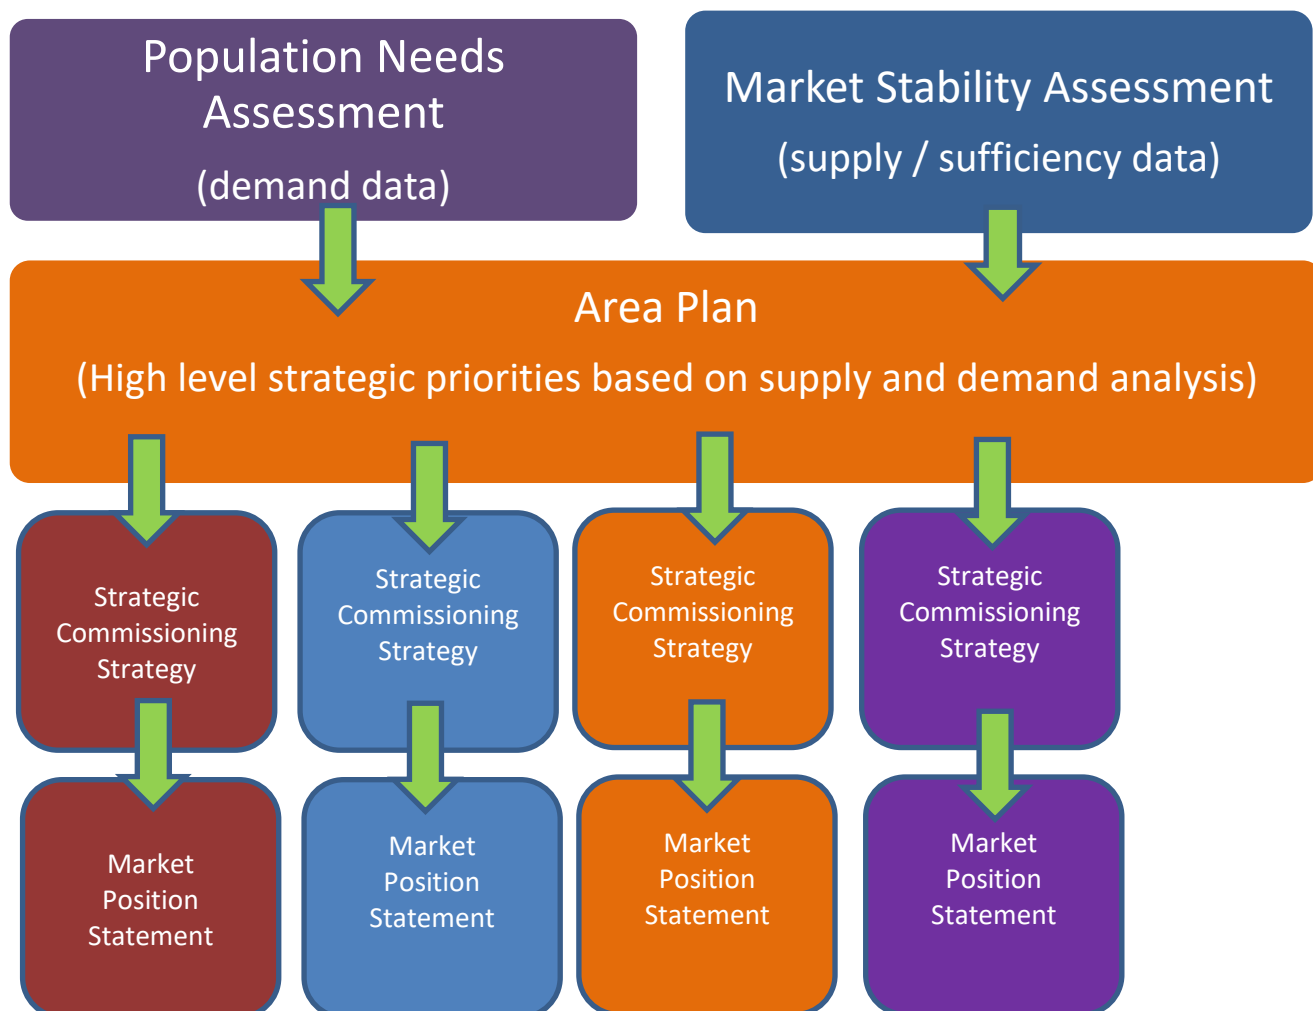 Population Needs
Assessment
(demand data)
Market Stability Assessment
(supply / sufficiency data)
Area Plan
(High level strategic priorities based on supply and demand analysis)
Strategic
Commissioning
Strategy
Strategic
Commissioning
Strategy
Strategic
Commissioning
Strategy
Strategic
Commissioning
Strategy
Market
Position
Statement
Market
Position
Statement
Market
Position
Statement
Market
Position
Statement